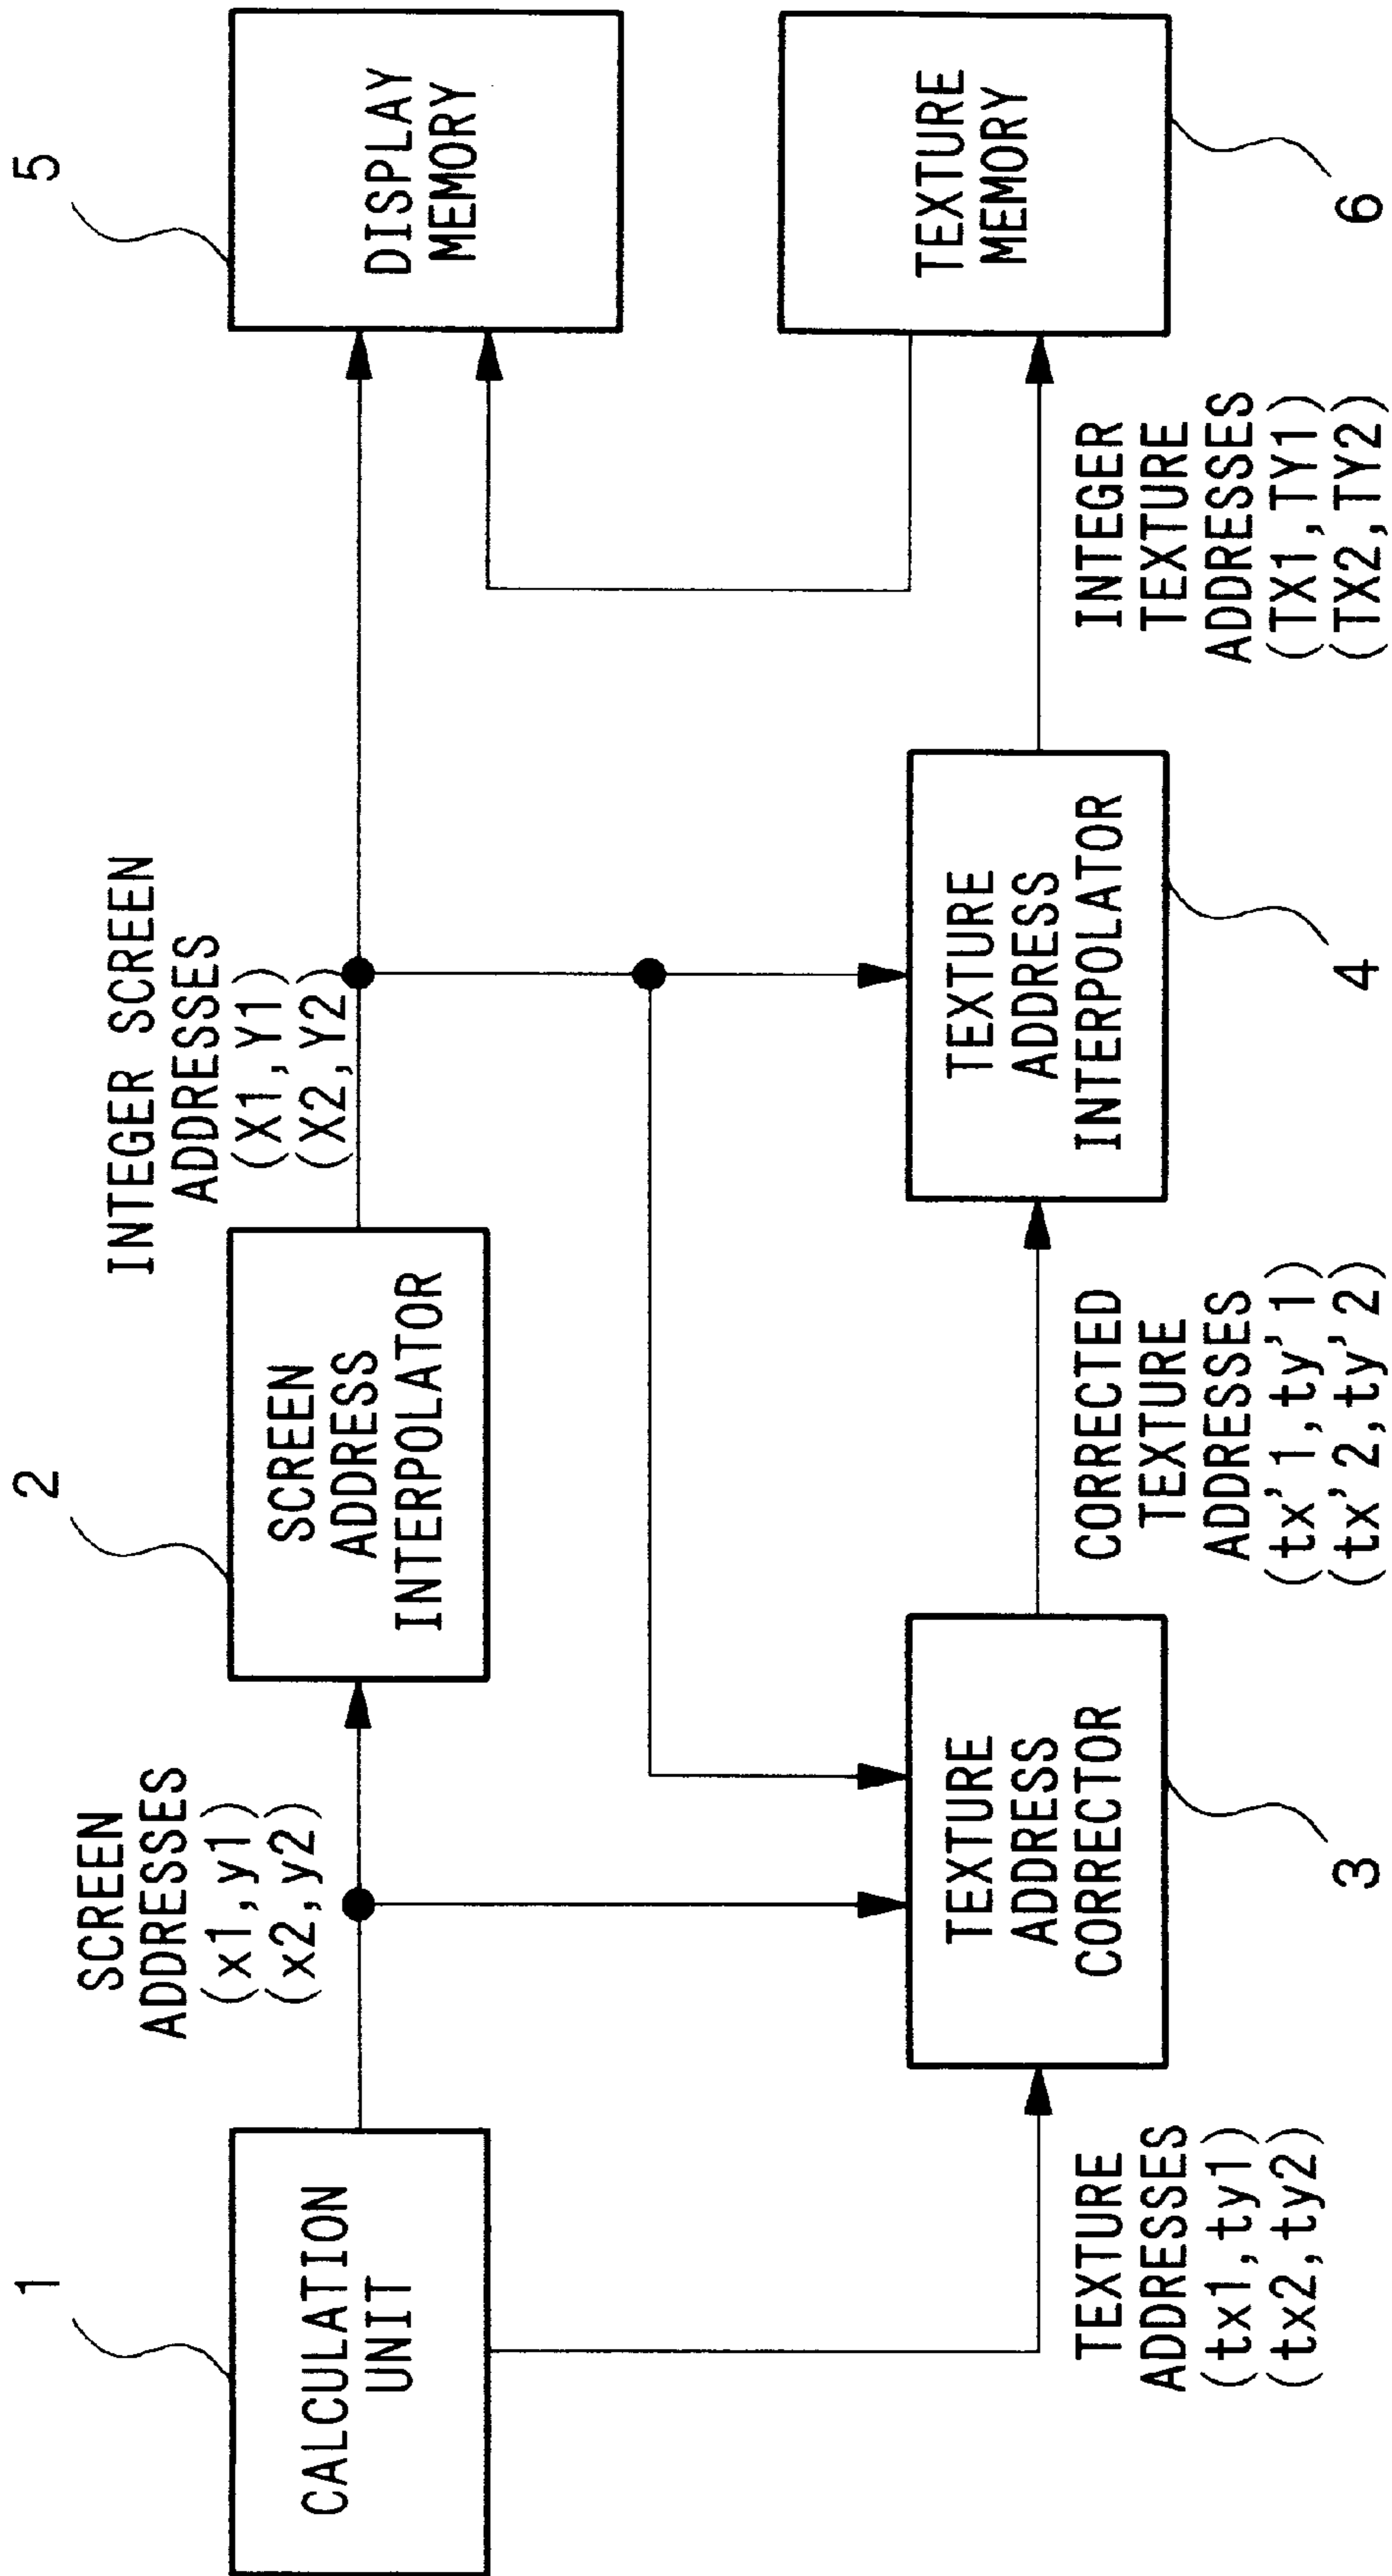 1
CALCULATION
UNIT
SCREEN
ADDRESSES
(x1,y1)
(x2,y2)
2
SCREEN
ADDRESS
INTERPOLATOR
INTEGER SCREEN
ADDRESSES
(X1,Y1)
(X2,Y2)
5
DISPLAY
MEMORY
TEXTURE
ADDRESSES
(tx1,ty1)
(tx2,ty2)
TEXTURE
ADDRESS
CORRECTOR
3
CORRECTED
TEXTURE
ADDRESSES
(tx'1,ty'1)
(tx'2,ty'2)
TEXTURE
ADDRESS
INTERPOLATOR
4
INTEGER
TEXTURE
ADDRESSES
(TX1,TY1)
(TX2,TY2)
TEXTURE
MEMORY
6